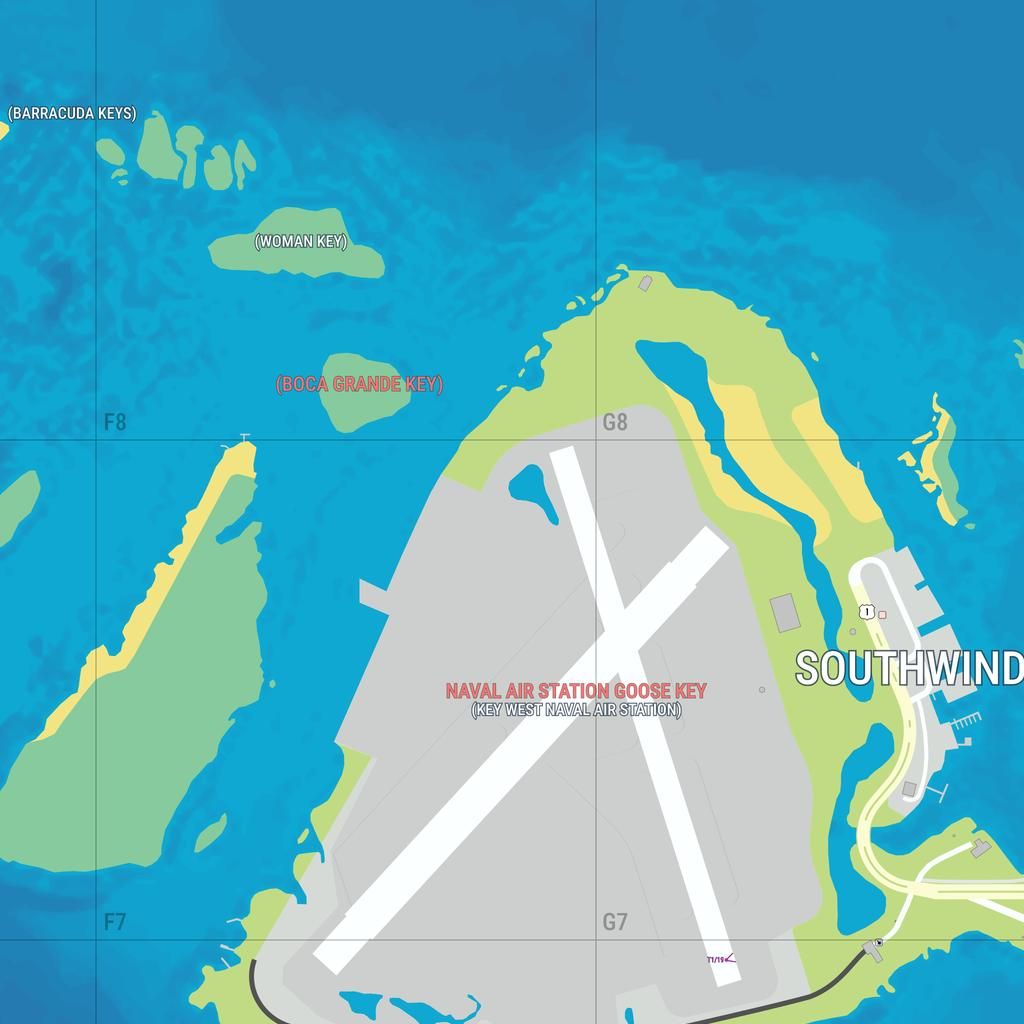 (BARRACUDA KEYS)
(WOMAN KEY)
(BOCA GRANDE KEY)
F8
G8
1
SOUTHWIND
NAVAL AIR STATION GOOSE KEY
(KEY WEST NAVAL AIR STATION)
F7
G7